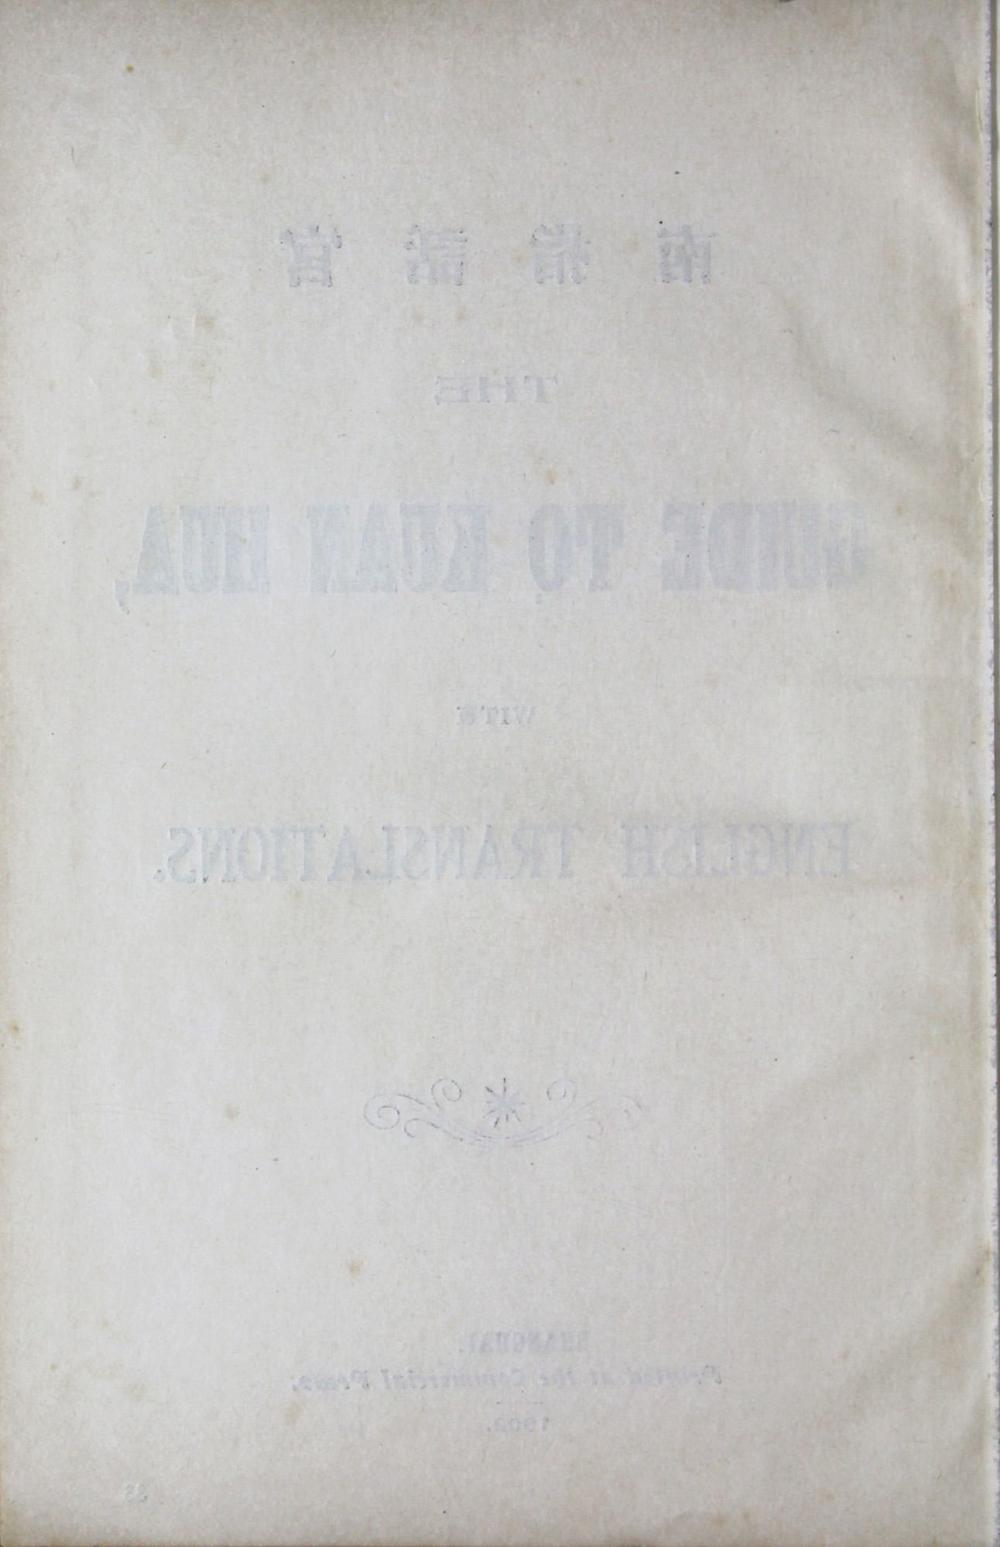 官話指南
THE
GUIDE TO KUAN HUA,
WITH
ENGLISH TRANSLATIONS.
SHANGHAI.
Printed at the Commercial Press.